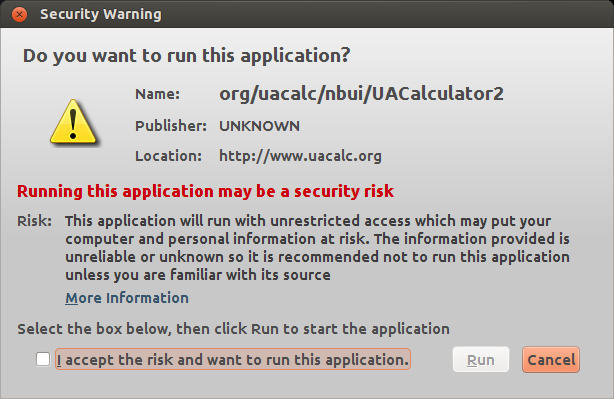 Security Warning
Do you want to run this application?
Name: org/uacalc/nbui/UACalculator2
Publisher: UNKNOWN
Location: http://www.uacalc.org
Running this application may be a security risk
Risk: This application will run with unrestricted access which may put your
computer and personal information at risk. The information provided is
unreliable or unknown so it is recommended not to run this application
unless you are familiar with its source
More Information
Select the box below, then click Run to start the application
I accept the risk and want to run this application.
Run Cancel